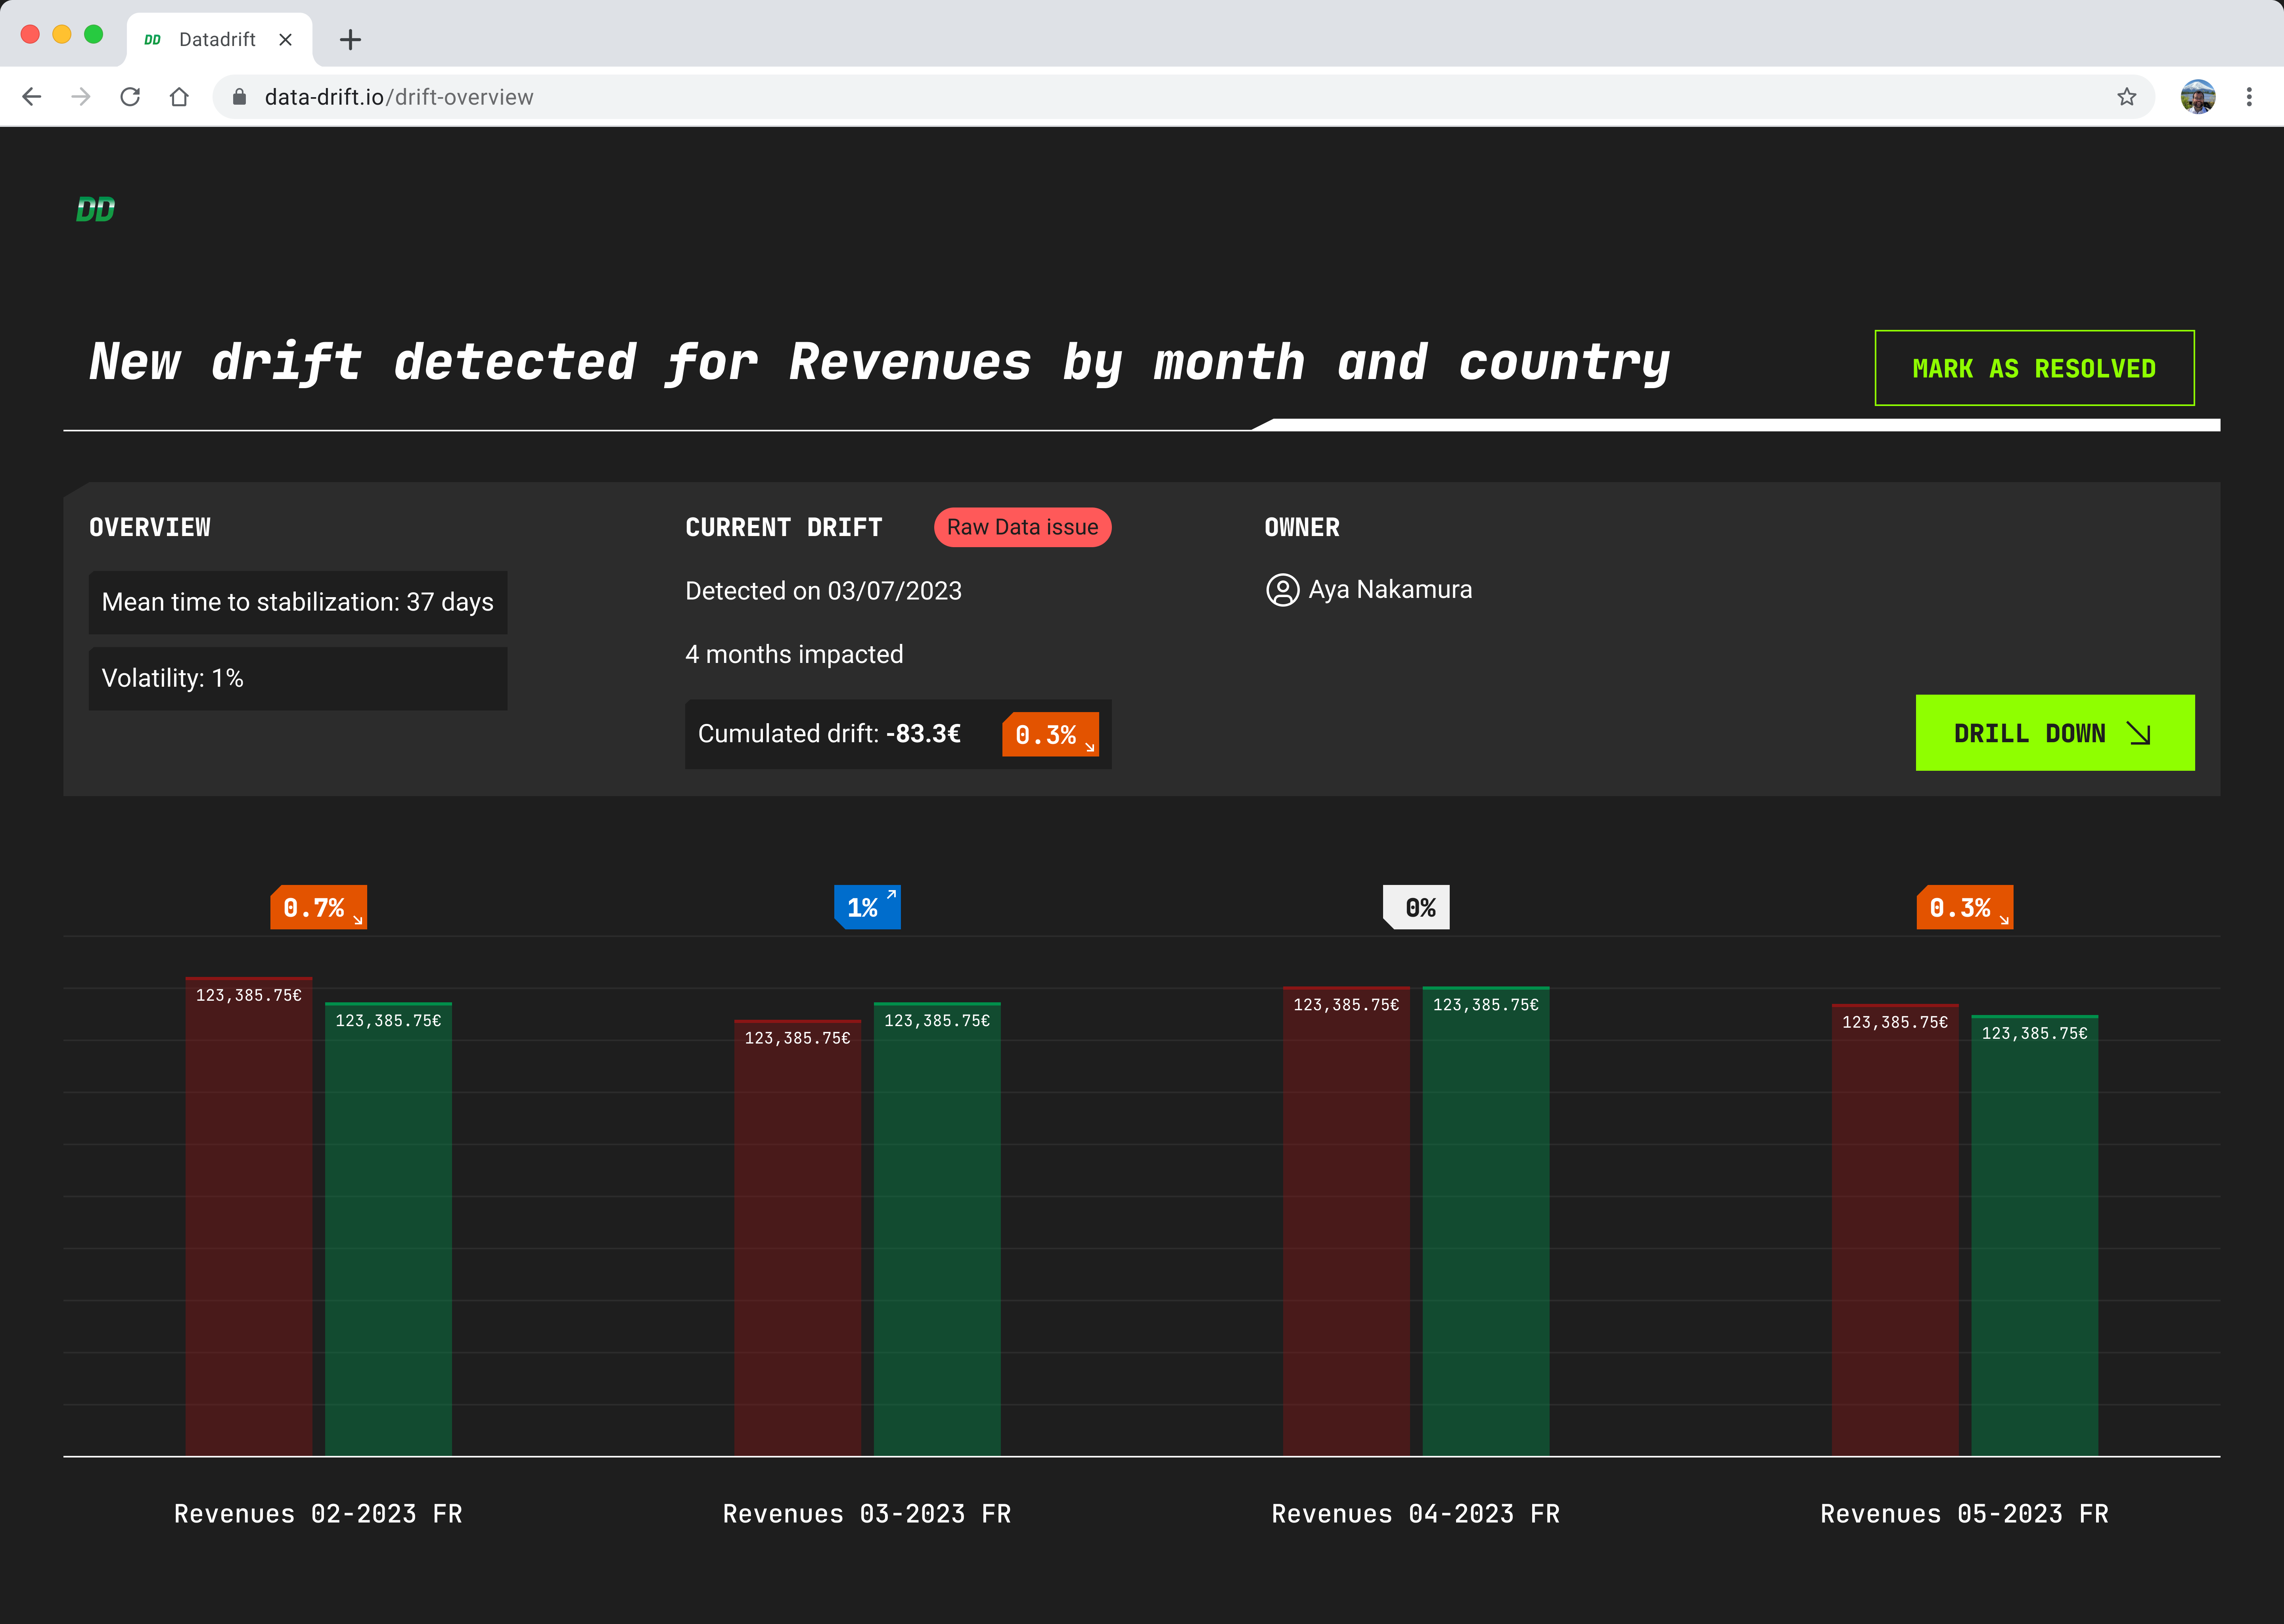 DD Datadrift
data-drift.io/drift-overview
DD
New drift detected for Revenues by month and country
MARK AS RESOLVED
OVERVIEW
Mean time to stabilization: 37 days
Volatility: 1%
CURRENT DRIFT Raw Data issue
Detected on 03/07/2023
4 months impacted
Cumulated drift: -83.3€ 0.3%
OWNER
Aya Nakamura
DRILL DOWN
0.7% 1% 0% 0.3%
123,385.75€ 123,385.75€ 123,385.75€ 123,385.75€ 123,385.75€ 123,385.75€ 123,385.75€ 123,385.75€
Revenues 02-2023 FR Revenues 03-2023 FR Revenues 04-2023 FR Revenues 05-2023 FR